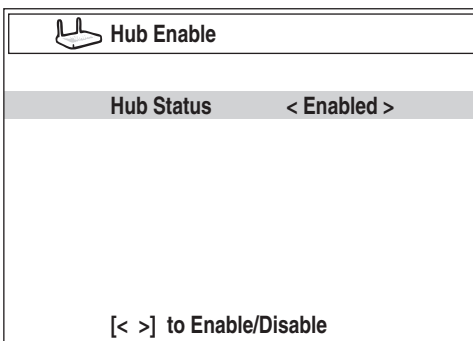 Hub Enable
Hub Status < Enabled >
[< >] to Enable/Disable